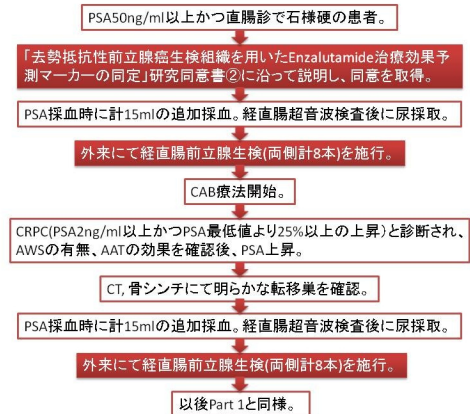 PSA50ng/ml以上かつ直腸診で石様硬の患者。
「去勢抵抗性前立腺癌生検組織を用いたEnzalutamide治療効果予
測マーカーの同定」研究同意書②に沿って説明し、同意を取得。
PSA採血時に計15mlの追加採血。経直腸超音波検査後に尿採取。
外来にて経直腸前立腺生検(両側計8本)を施行。
CAB療法開始。
CRPC(PSA2ng/ml以上かつPSA最低値より25%以上の上昇)と診断され、
AWSの有無、AATの効果を確認後、PSA上昇。
CT, 骨シンチにて明らかな転移巣を確認。
PSA採血時に計15mlの追加採血。経直腸超音波検査後に尿採取。
外来にて経直腸前立腺生検(両側計8本)を施行。
以後Part 1と同様。